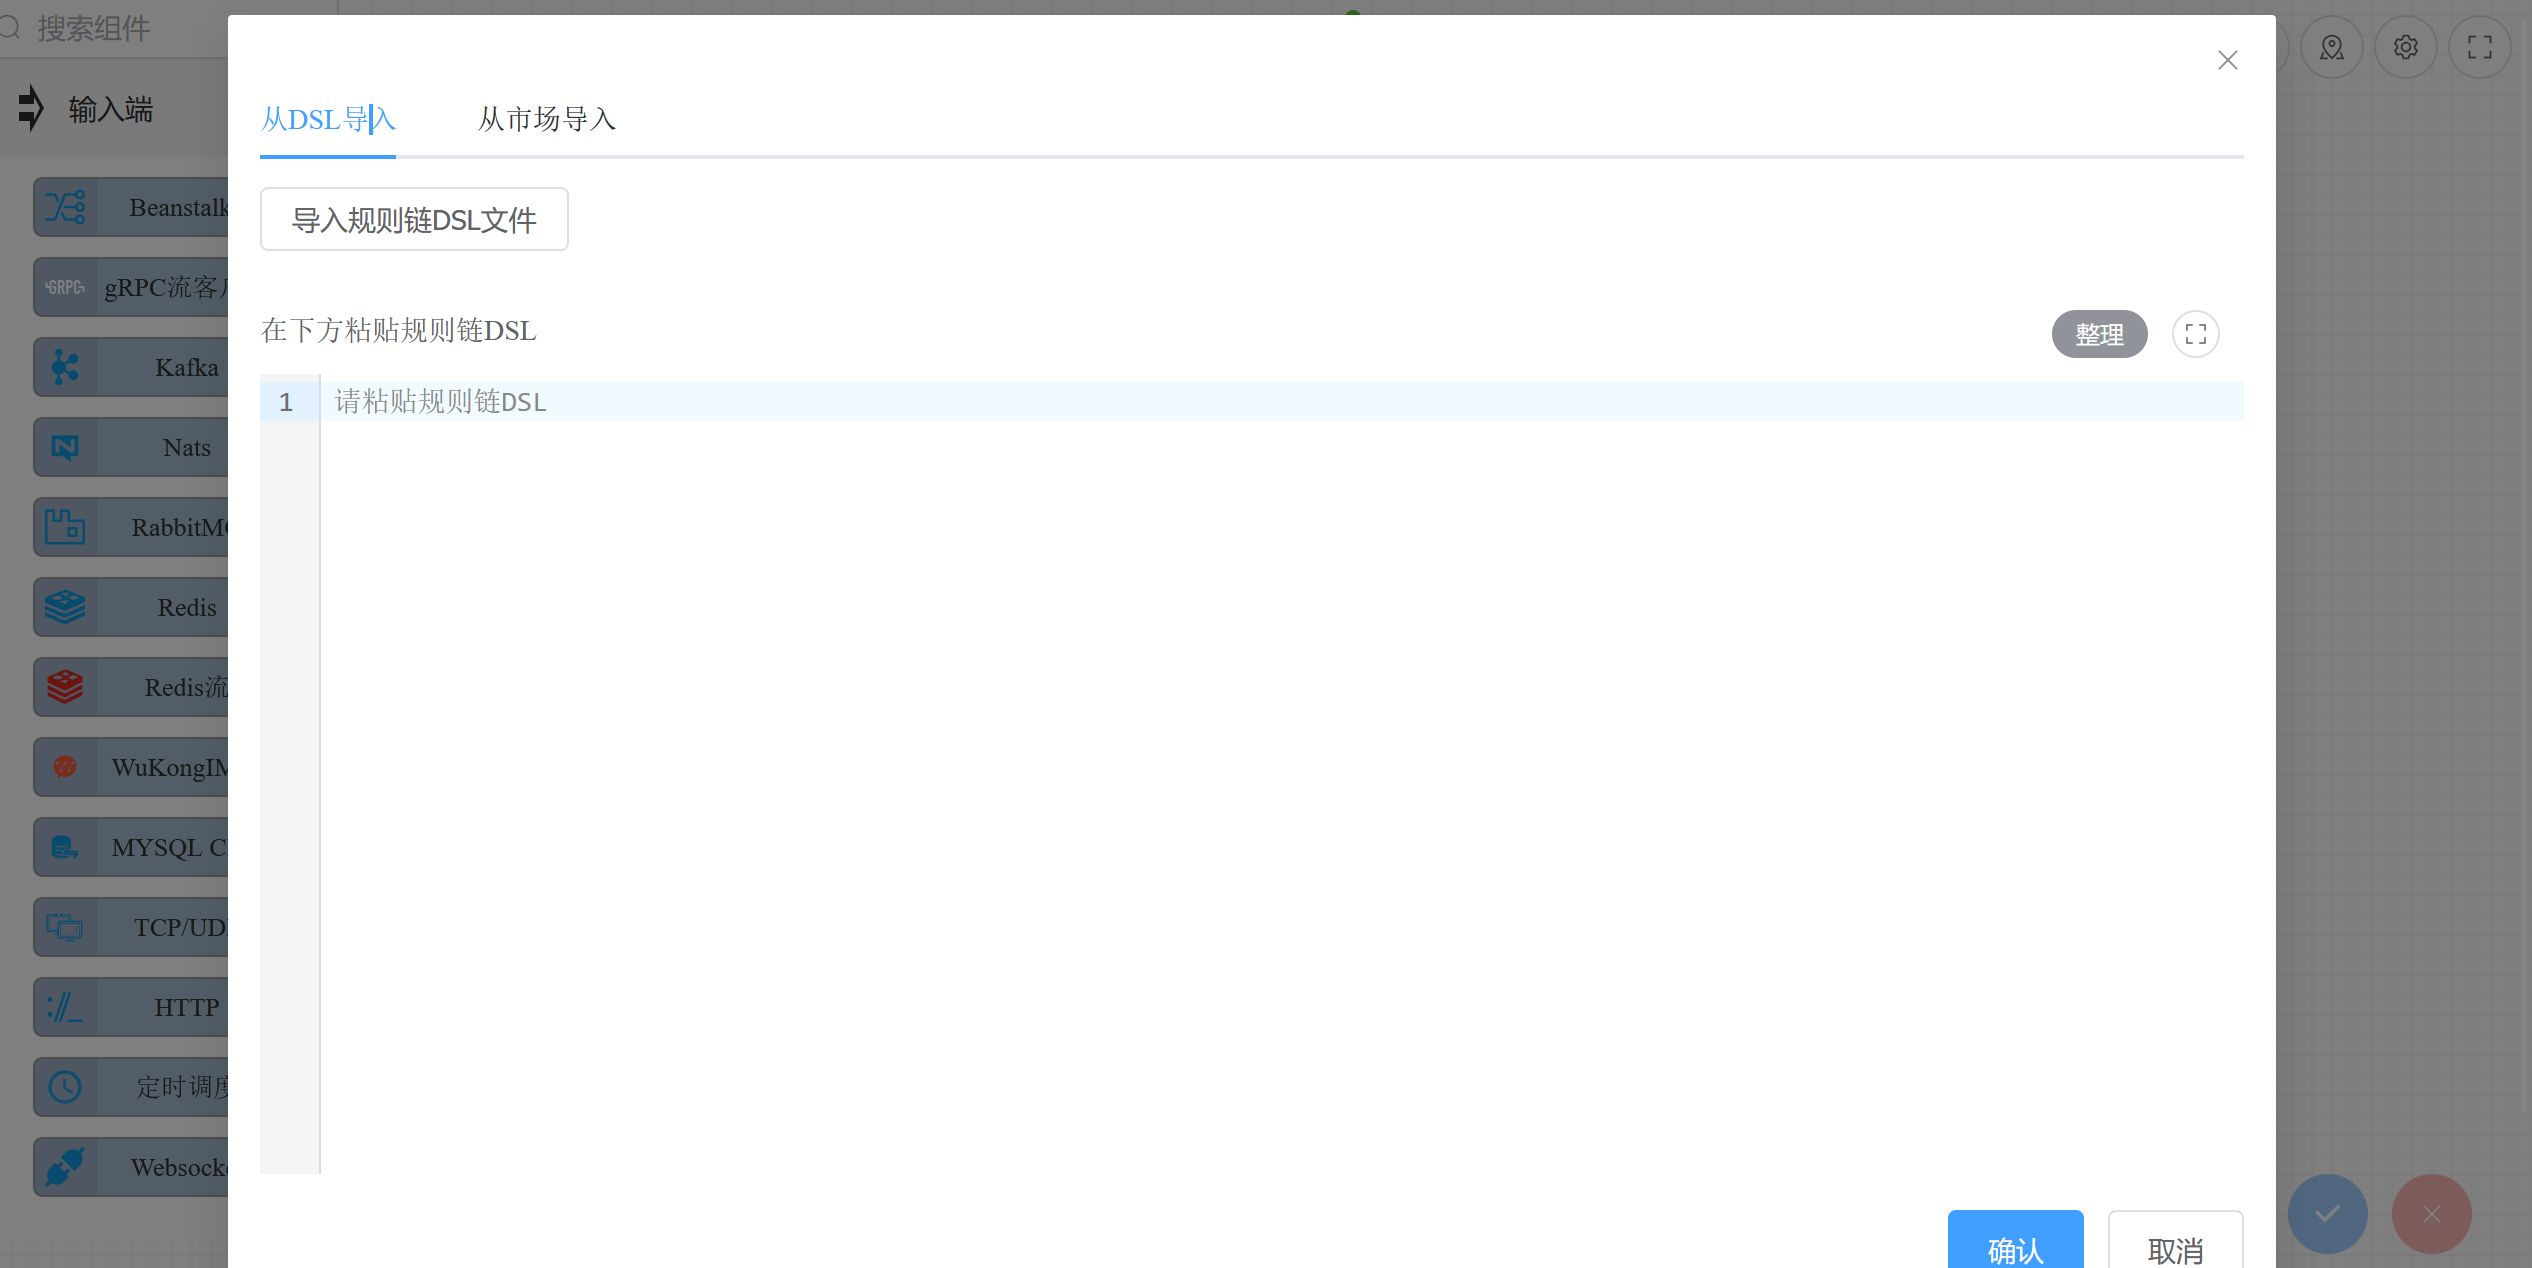 搜索组件
输入端
Beanstalk
GRPC
gRPC流客
Kafka
Nats
RabbitM
Redis
Redis流
WuKongIM
MYSQL C
TCP/UD
HTTP
定时调度
Websock
从DSL导入
从市场导入
导入规则链DSL文件
在下方粘贴规则链DSL
整理
1
请粘贴规则链DSL
确认
取消